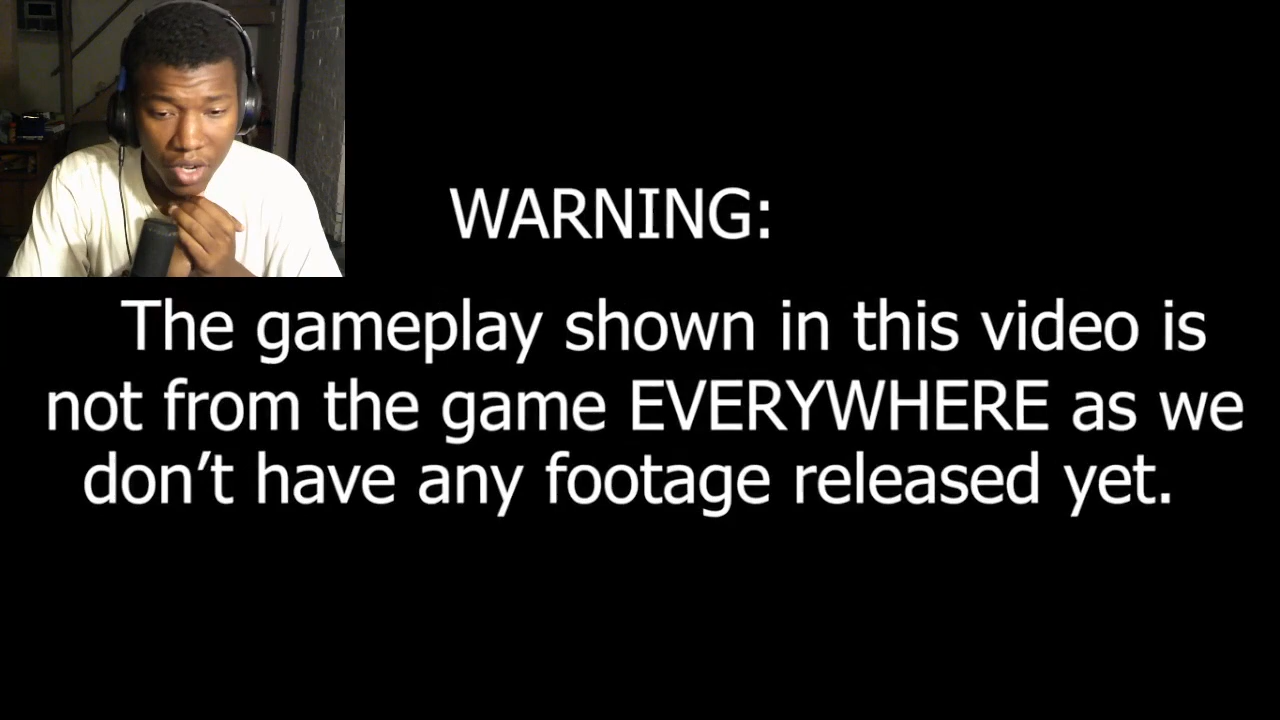 WARNING:
The gameplay shown in this video is
not from the game EVERYWHERE as we
don't have any footage released yet.